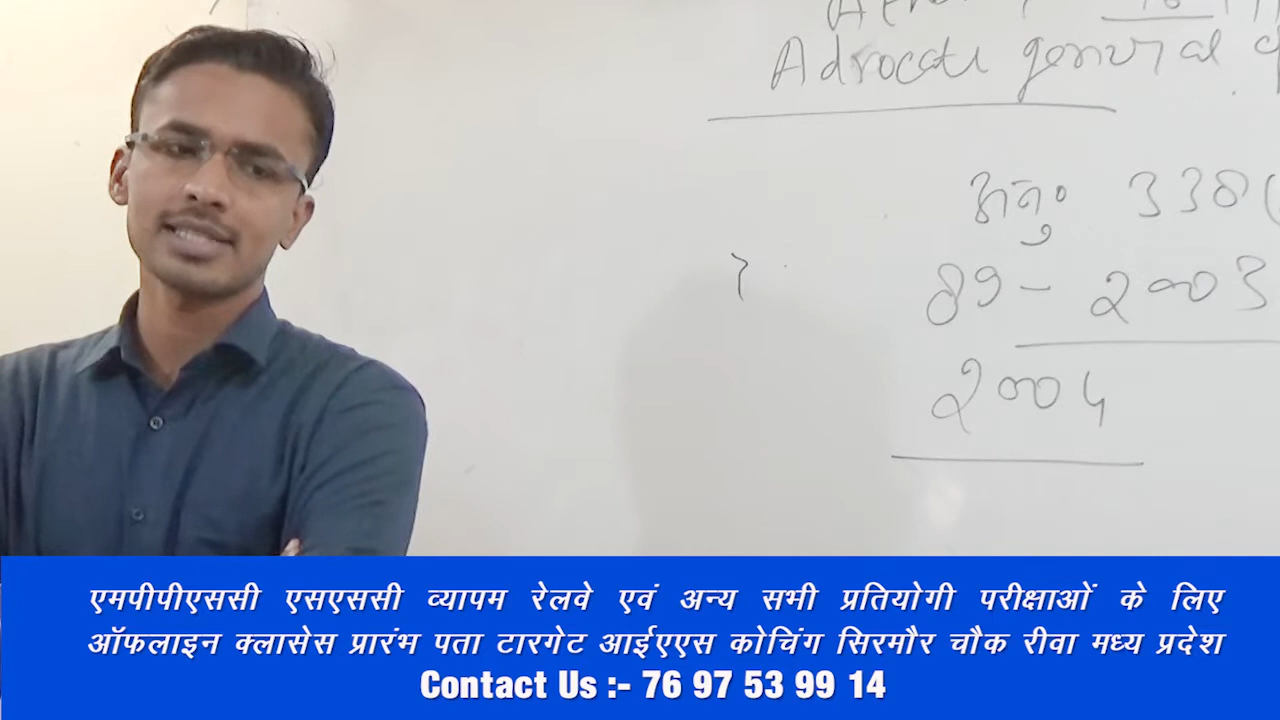 Advocate general of
अनु० 338(
89 - 2003
2004
एमपीपीएससी एसएससी व्यापम रेलवे एवं अन्य सभी प्रतियोगी परीक्षाओं के लिए
ऑफलाइन क्लासेस प्रारंभ पता टारगेट आईएएस कोचिंग सिरमौर चौक रीवा मध्य प्रदेश
Contact Us :- 76 97 53 99 14